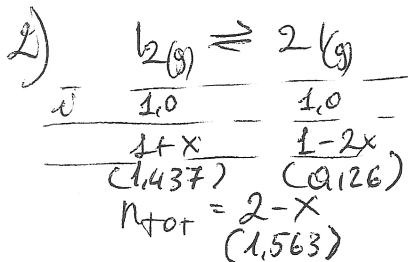 2) I2(g) ⇌ 2 I(g)
i 1,0 1,0
1+x 1-2x
(1,437) (0,126)
ntot = 2-x
(1,563)